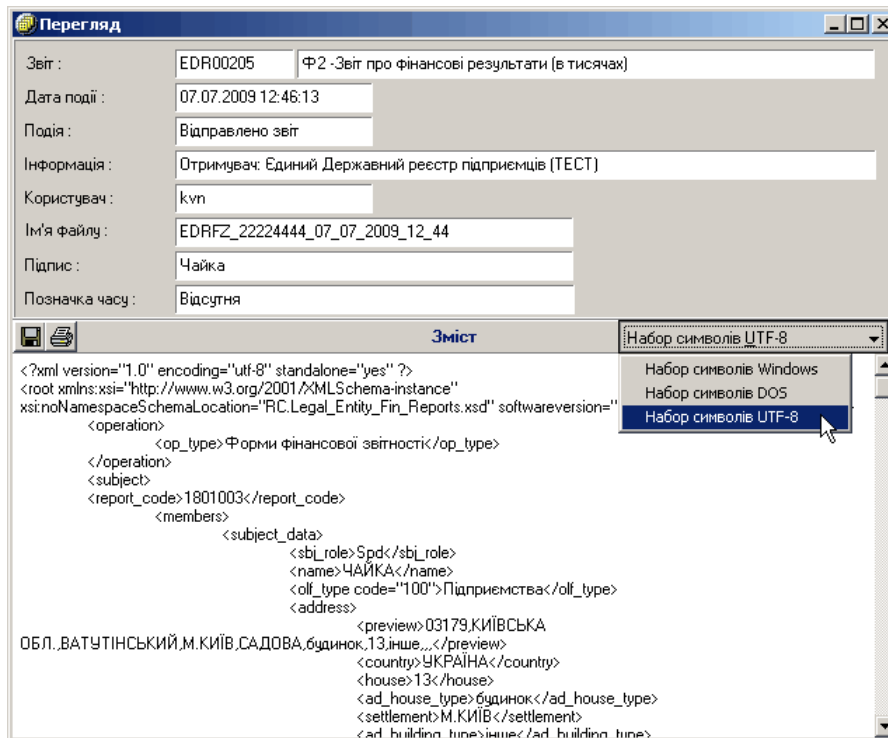 Перегляд
Звіт : EDR00205 Ф2 -Звіт про фінансові результати (в тисячах)
Дата події : 07.07.2009 12:46:13
Подія : Відправлено звіт
Інформація : Отримувач: Єдиний Державний реєстр підприємців (ТЕСТ)
Користувач : kvn
Ім'я файлу : EDRFZ_22224444_07_07_2009_12_44
Підпис : Чайка
Позначка часу : Відсутня
Зміст Набор символів UTF-8
Набор символів Windows
Набор символів DOS
Набор символів UTF-8
<?xml version="1.0" encoding="utf-8" standalone="yes" ?>
<root xmlns:xsi="http://www.w3.org/2001/XMLSchema-instance"
xsi:noNamespaceSchemaLocation="RC.Legal_Entity_Fin_Reports.xsd" softwareversion="
<operation>
<op_type>Форми фінансової звітності</op_type>
</operation>
<subject>
<report_code>1801003</report_code>
<members>
<subject_data>
<sbj_role>Spd</sbj_role>
<name>ЧАЙКА</name>
<olf_type code="100">Підприємства</olf_type>
<address>
<preview>03179,КИЇВСЬКА
ОБЛ.,ВАТУТІНСЬКИЙ,М.КИЇВ,САДОВА,будинок,13,інше,,,</preview>
<country>УКРАЇНА</country>
<house>13</house>
<ad_house_type>будинок</ad_house_type>
<settlement>М.КИЇВ</settlement>
<ad_building_type>інше</ad_building_type>